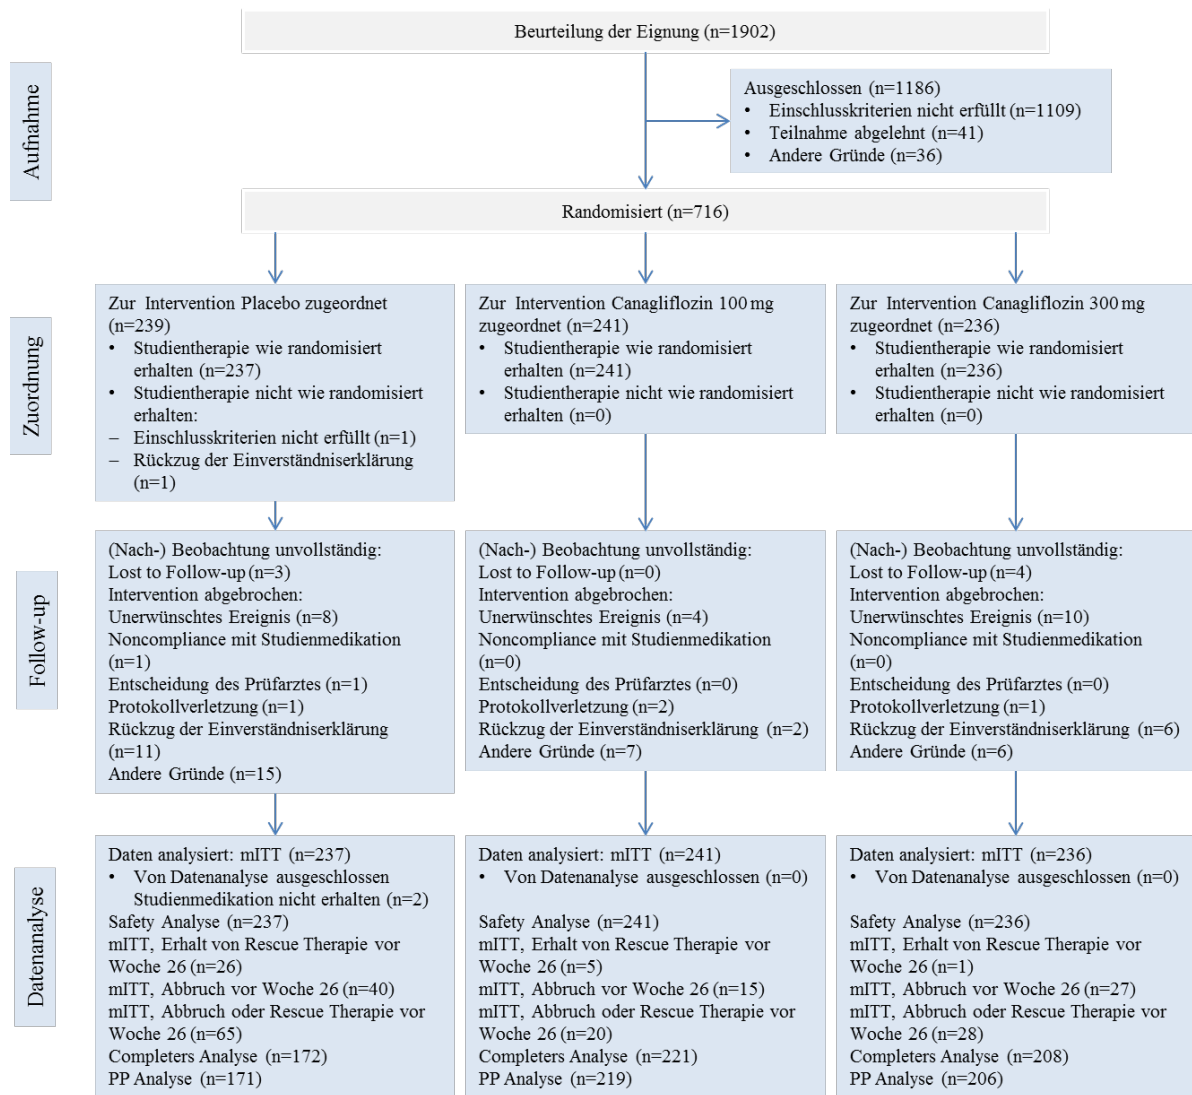 Beurteilung der Eignung (n=1902)
Aufnahme
Ausgeschlossen (n=1186)
• Einschlusskriterien nicht erfüllt (n=1109)
• Teilnahme abgelehnt (n=41)
• Andere Gründe (n=36)
Randomisiert (n=716)
Zuordnung
Zur Intervention Placebo zugeordnet
(n=239)
• Studientherapie wie randomisiert
erhalten (n=237)
• Studientherapie nicht wie randomisiert
erhalten:
– Einschlusskriterien nicht erfüllt (n=1)
– Rückzug der Einverständniserklärung
(n=1)
Zur Intervention Canagliflozin 100 mg
zugeordnet (n=241)
• Studientherapie wie randomisiert
erhalten (n=241)
• Studientherapie nicht wie randomisiert
erhalten (n=0)
Zur Intervention Canagliflozin 300 mg
zugeordnet (n=236)
• Studientherapie wie randomisiert
erhalten (n=236)
• Studientherapie nicht wie randomisiert
erhalten (n=0)
Follow-up
(Nach-) Beobachtung unvollständig:
Lost to Follow-up (n=3)
Intervention abgebrochen:
Unerwünschtes Ereignis (n=8)
Noncompliance mit Studienmedikation
(n=1)
Entscheidung des Prüfarztes (n=1)
Protokollverletzung (n=1)
Rückzug der Einverständniserklärung
(n=11)
Andere Gründe (n=15)
(Nach-) Beobachtung unvollständig:
Lost to Follow-up (n=0)
Intervention abgebrochen:
Unerwünschtes Ereignis (n=4)
Noncompliance mit Studienmedikation
(n=0)
Entscheidung des Prüfarztes (n=0)
Protokollverletzung (n=2)
Rückzug der Einverständniserklärung (n=2)
Andere Gründe (n=7)
(Nach-) Beobachtung unvollständig:
Lost to Follow-up (n=4)
Intervention abgebrochen:
Unerwünschtes Ereignis (n=10)
Noncompliance mit Studienmedikation
(n=0)
Entscheidung des Prüfarztes (n=0)
Protokollverletzung (n=1)
Rückzug der Einverständniserklärung (n=6)
Andere Gründe (n=6)
Datenanalyse
Daten analysiert: mITT (n=237)
• Von Datenanalyse ausgeschlossen
Studienmedikation nicht erhalten (n=2)
Safety Analyse (n=237)
mITT, Erhalt von Rescue Therapie vor
Woche 26 (n=26)
mITT, Abbruch vor Woche 26 (n=40)
mITT, Abbruch oder Rescue Therapie vor
Woche 26 (n=65)
Completers Analyse (n=172)
PP Analyse (n=171)
Daten analysiert: mITT (n=241)
• Von Datenanalyse ausgeschlossen (n=0)
Safety Analyse (n=241)
mITT, Erhalt von Rescue Therapie vor
Woche 26 (n=5)
mITT, Abbruch vor Woche 26 (n=15)
mITT, Abbruch oder Rescue Therapie vor
Woche 26 (n=20)
Completers Analyse (n=221)
PP Analyse (n=219)
Daten analysiert: mITT (n=236)
• Von Datenanalyse ausgeschlossen (n=0)
Safety Analyse (n=236)
mITT, Erhalt von Rescue Therapie vor
Woche 26 (n=1)
mITT, Abbruch vor Woche 26 (n=27)
mITT, Abbruch oder Rescue Therapie vor
Woche 26 (n=28)
Completers Analyse (n=208)
PP Analyse (n=206)